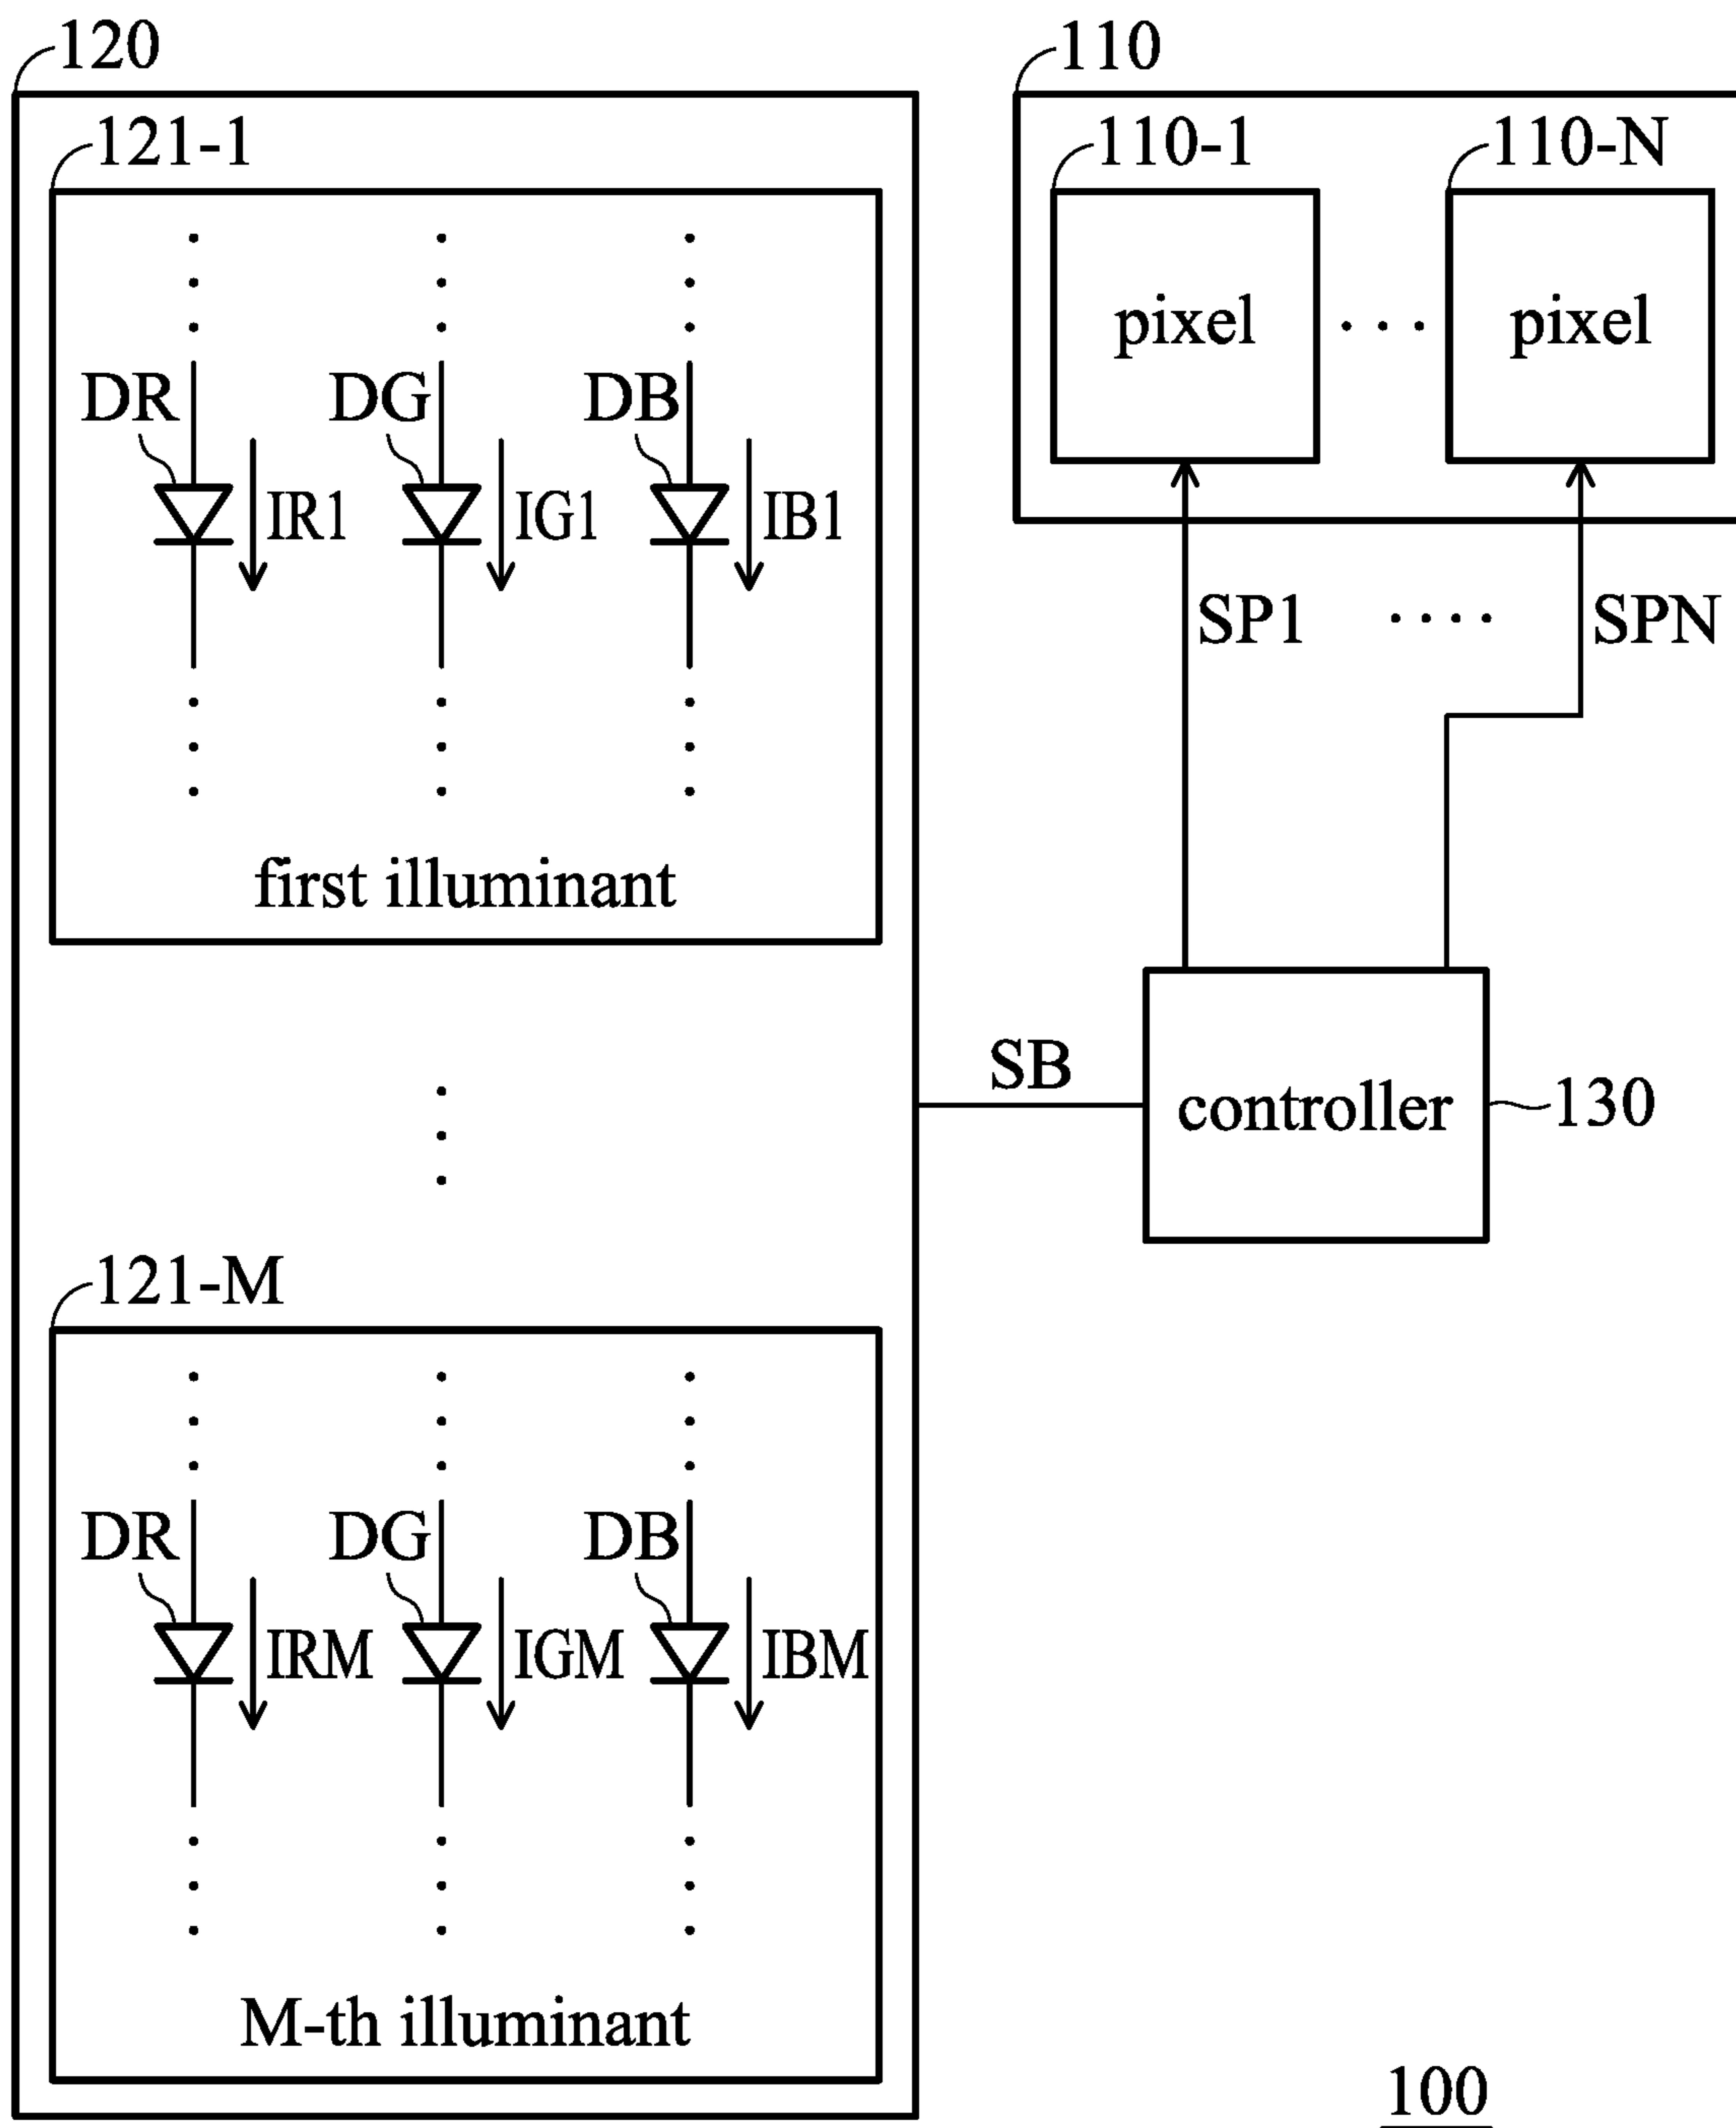 120
121-1
DR
DG
DB
IR1
IG1
IB1
first illuminant
121-M
DR
DG
DB
IRM
IGM
IBM
M-th illuminant
110
110-1
110-N
pixel
pixel
SP1
SPN
SB
controller
130
100